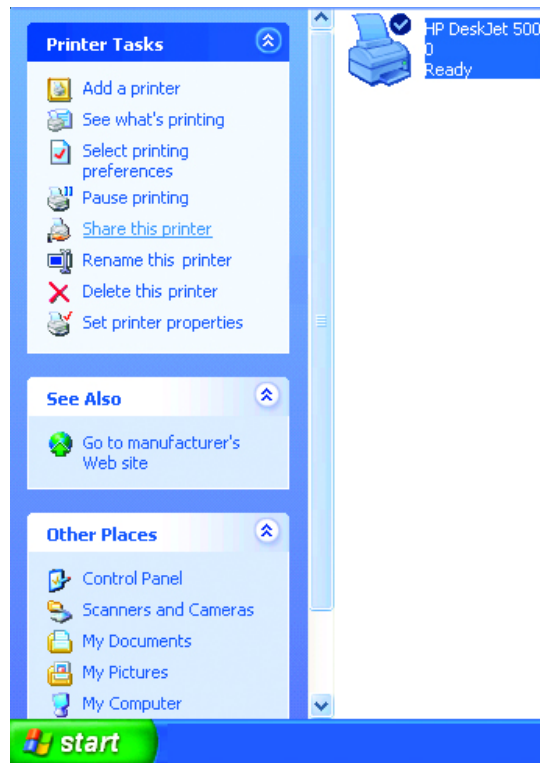 Printer Tasks
Add a printer
See what's printing
Select printing
preferences
Pause printing
Share this printer
Rename this printer
Delete this printer
Set printer properties
See Also
Go to manufacturer's
Web site
Other Places
Control Panel
Scanners and Cameras
My Documents
My Pictures
My Computer
HP DeskJet 500
0
Ready
start